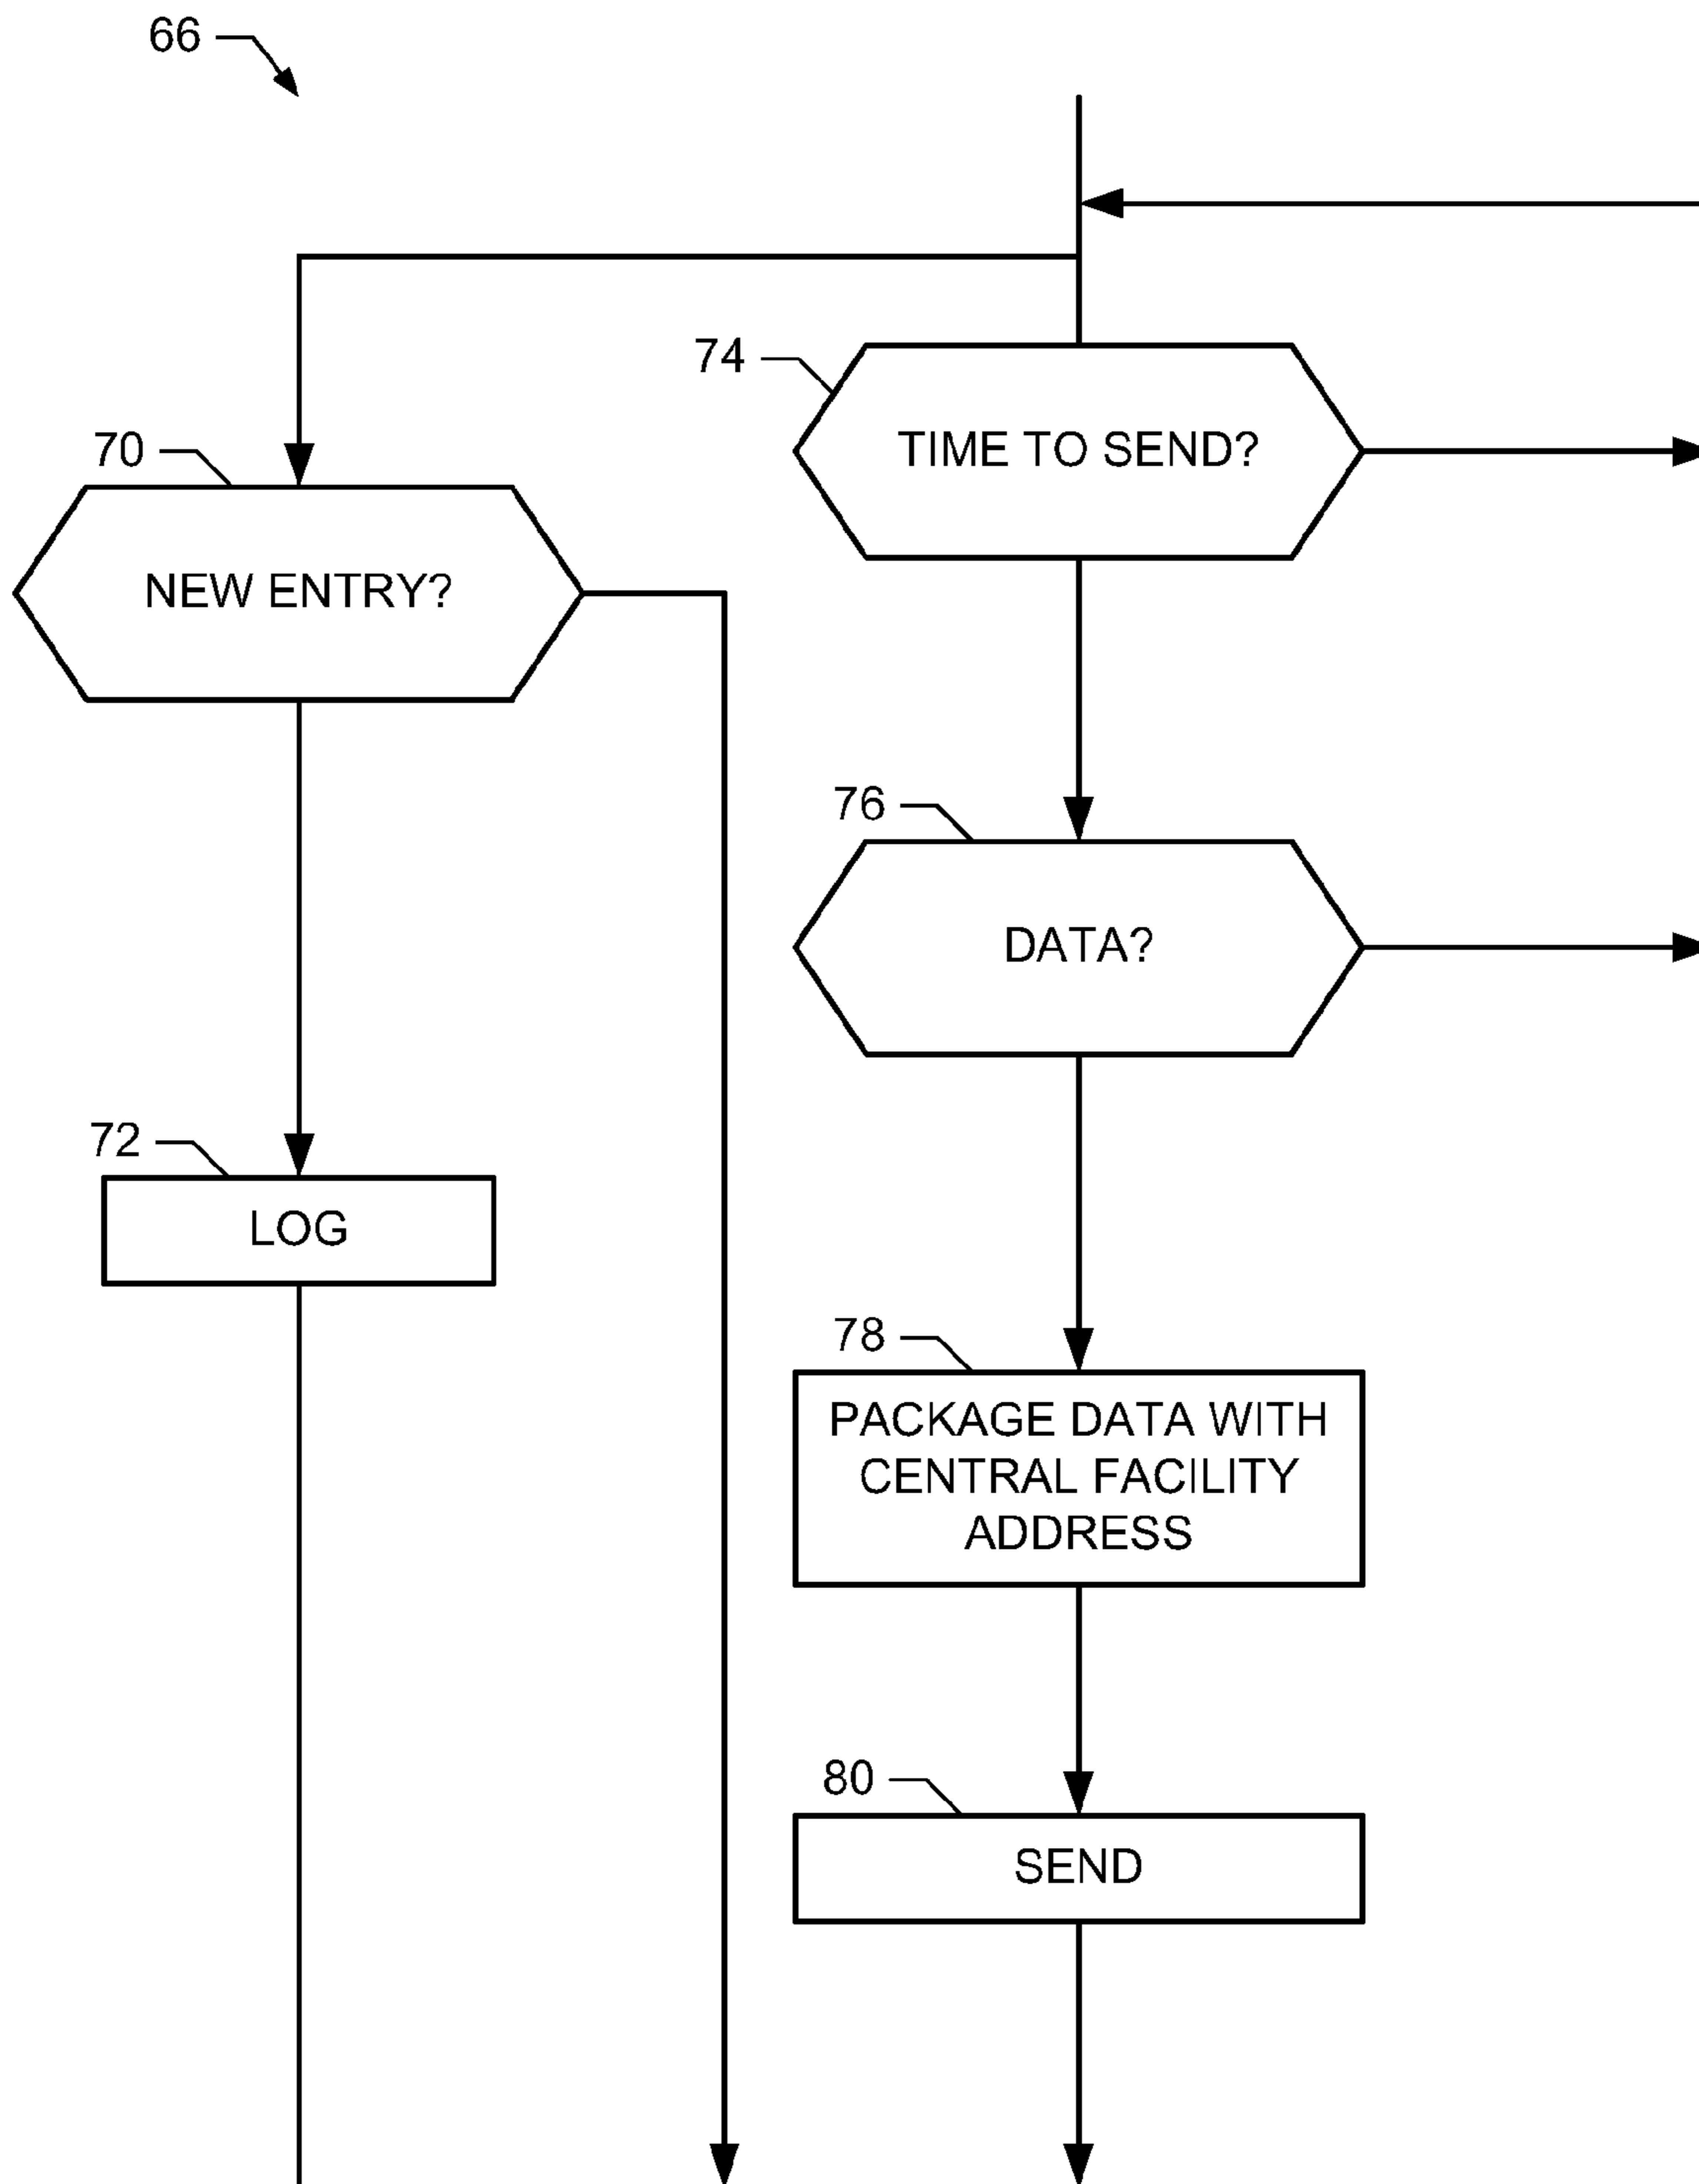 66
74
TIME TO SEND?
70
NEW ENTRY?
76
DATA?
72
LOG
78
PACKAGE DATA WITH
CENTRAL FACILITY
ADDRESS
80
SEND